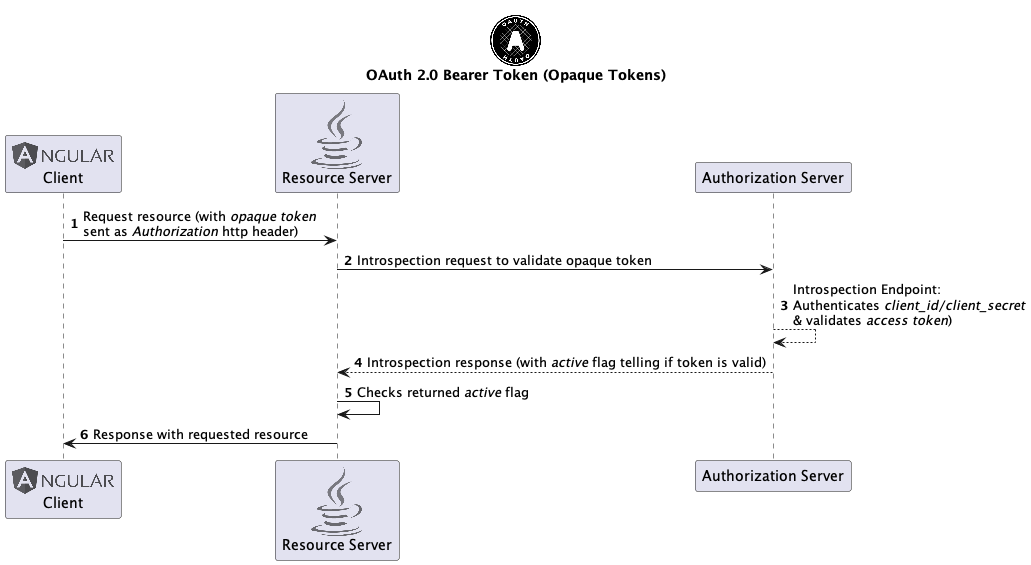 OAUTH
A
OAUTH
OAuth 2.0 Bearer Token (Opaque Tokens)
ANGULAR
Client
Resource Server
Authorization Server
1 Request resource (with opaque token
sent as Authorization http header)
2 Introspection request to validate opaque token
Introspection Endpoint:
3 Authenticates client_id/client_secret
& validates access token)
4 Introspection response (with active flag telling if token is valid)
5 Checks returned active flag
6 Response with requested resource
ANGULAR
Client
Resource Server
Authorization Server